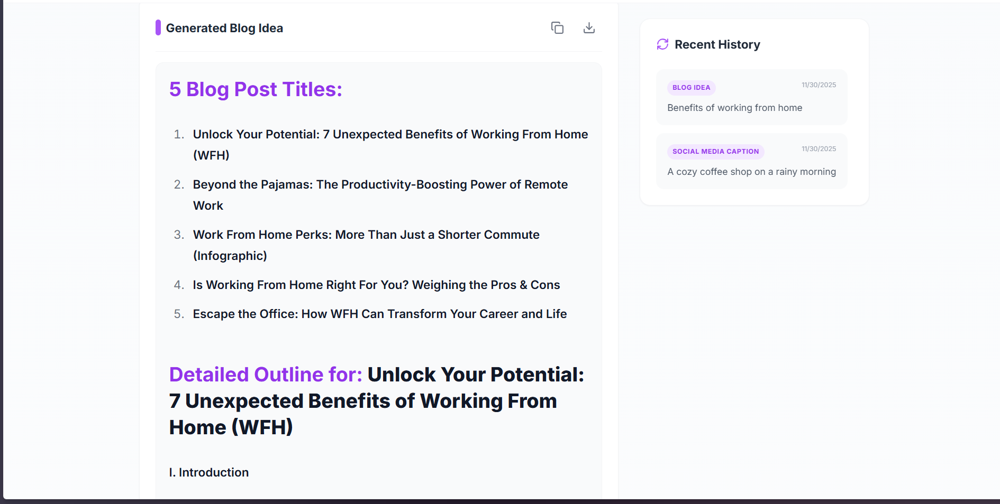 Generated Blog Idea
5 Blog Post Titles:
1. Unlock Your Potential: 7 Unexpected Benefits of Working From Home
(WFH)
2. Beyond the Pajamas: The Productivity-Boosting Power of Remote
Work
3. Work From Home Perks: More Than Just a Shorter Commute
(Infographic)
4. Is Working From Home Right For You? Weighing the Pros & Cons
5. Escape the Office: How WFH Can Transform Your Career and Life
Detailed Outline for: Unlock Your Potential:
7 Unexpected Benefits of Working From
Home (WFH)
I. Introduction
Recent History
BLOG IDEA 11/30/2025
Benefits of working from home
SOCIAL MEDIA CAPTION 11/30/2025
A cozy coffee shop on a rainy morning